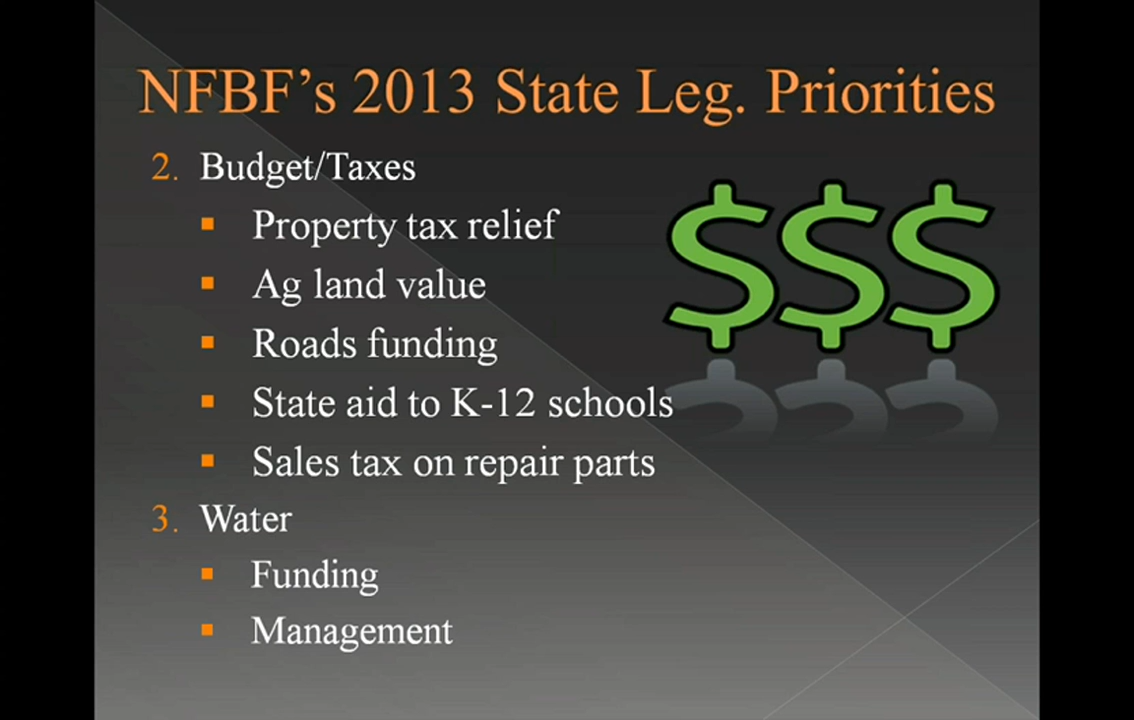 NFBF's 2013 State Leg. Priorities
2. Budget/Taxes
▪ Property tax relief
▪ Ag land value
▪ Roads funding
▪ State aid to K-12 schools
▪ Sales tax on repair parts
3. Water
▪ Funding
▪ Management
$$$